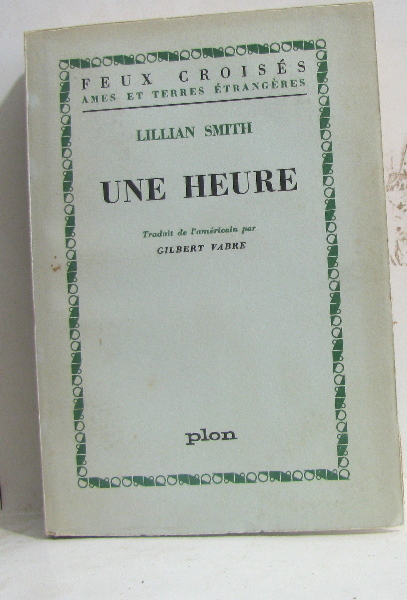 FEUX CROISÉS
AMES ET TERRES ÉTRANGÈRES
LILLIAN SMITH
UNE HEURE
Traduit de l'américain par
GILBERT VABRE
plon